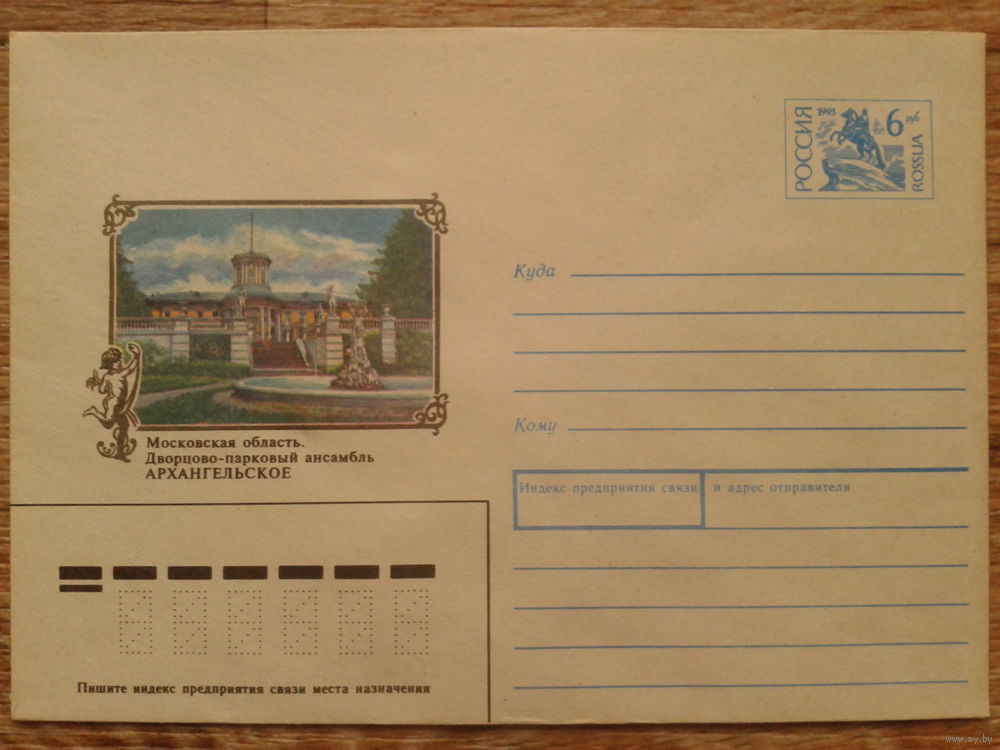 РОССИЯ
1993
6 руб
ROSSIJA
Куда
Кому
Московская область.
Дворцово-парковый ансамбль
АРХАНГЕЛЬСКОЕ
Индекс предприятия связи и адрес отправителя
Пишите индекс предприятия связи места назначения
www.ay.by